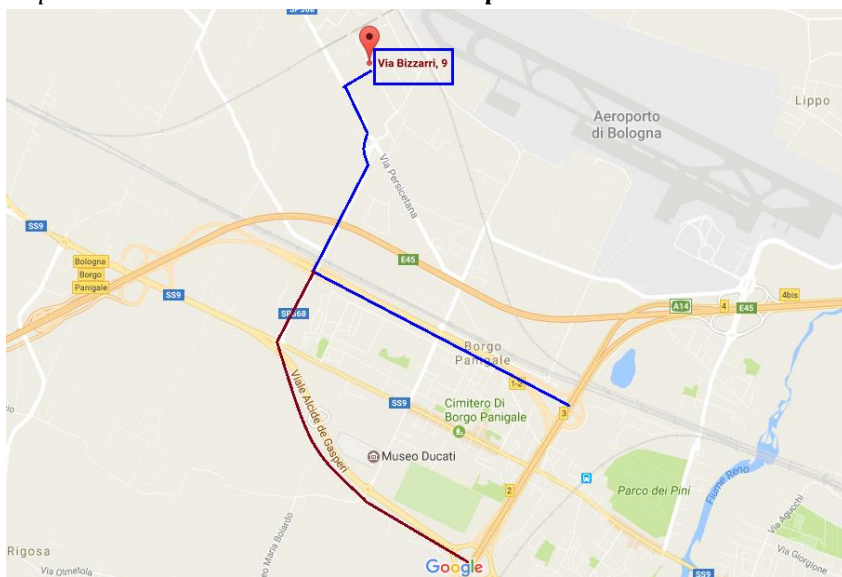 Via Bizzarri, 9
Aeroporto
di Bologna
Lippo
Via Persicetana
SS9
E45
Bologna
Borgo
Panigale
SS9
A14
4
E45
4bis
Borgo
Panigale
1-2
3
SS9
Cimitero Di
Borgo Panigale
Viale Alcide de Gasperi
Museo Ducati
2
Parco dei Pini
Fiume Reno
Via Agucchi
Via Giorgione
Rigosa
Via Olmetola
Google